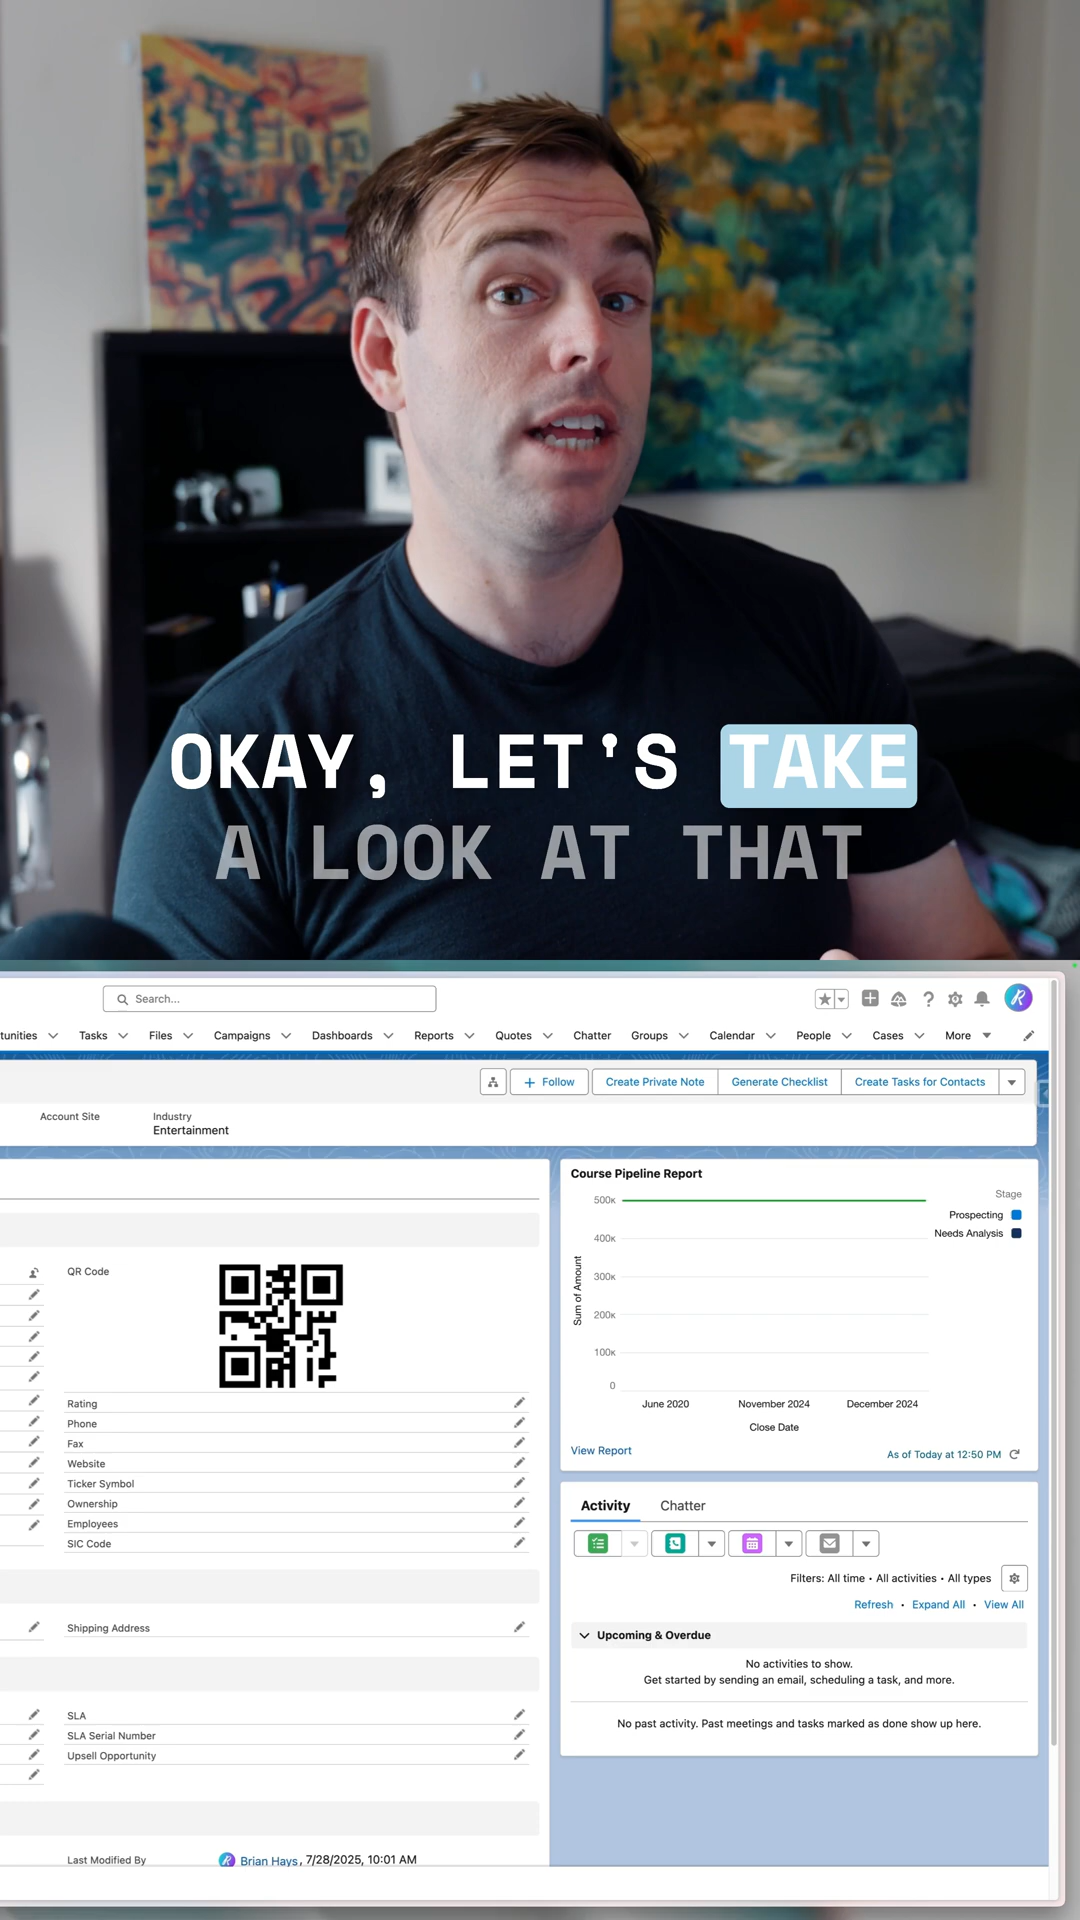 OKAY, LET'S TAKE
A LOOK AT THAT
Search...
tunities Tasks Files Campaigns Dashboards Reports Quotes Chatter Groups Calendar People Cases More
Follow Create Private Note Generate Checklist Create Tasks for Contacts
Account Site Industry
Entertainment
Course Pipeline Report
Stage
Prospecting
Needs Analysis
Sum of Amount
500K
400K
300K
200K
100K
0
June 2020 November 2024 December 2024
Close Date
View Report As of Today at 12:50 PM
QR Code
Rating
Phone
Fax
Website
Ticker Symbol
Ownership
Employees
SIC Code
Shipping Address
SLA
SLA Serial Number
Upsell Opportunity
Last Modified By Brian Hays, 7/28/2025, 10:01 AM
Activity Chatter
Filters: All time • All activities • All types
Refresh • Expand All • View All
Upcoming & Overdue
No activities to show.
Get started by sending an email, scheduling a task, and more.
No past activity. Past meetings and tasks marked as done show up here.